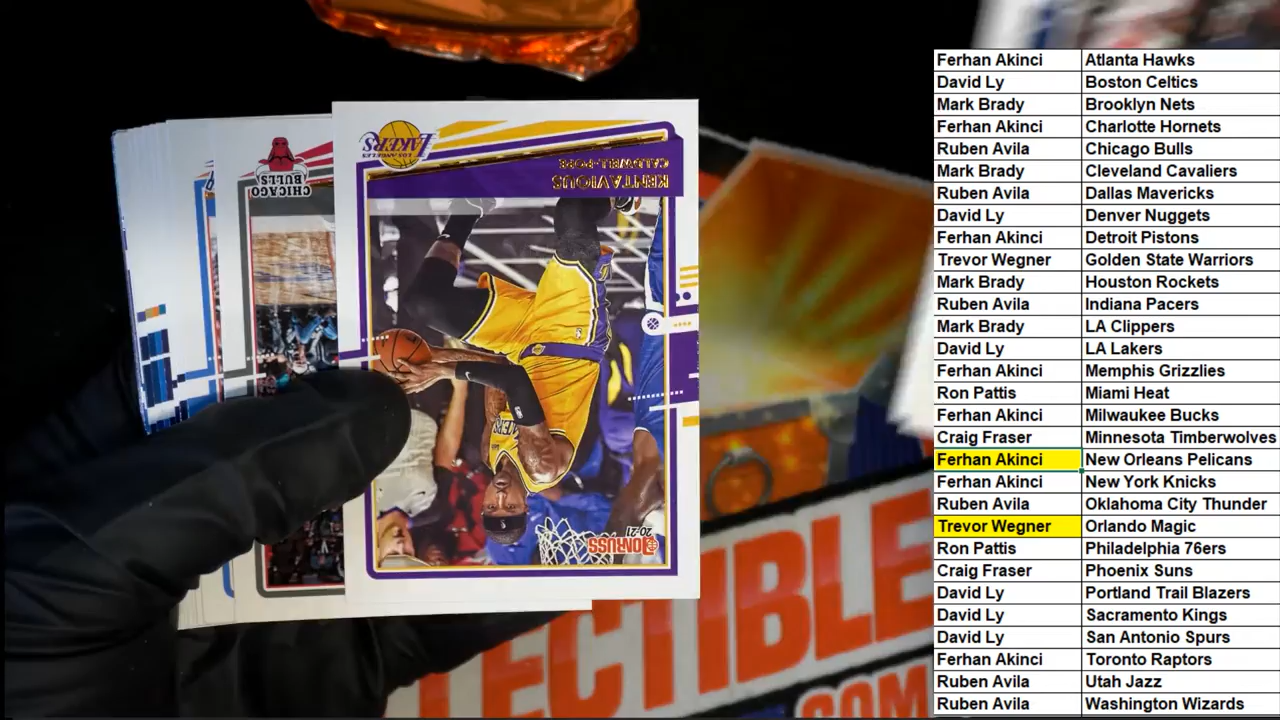 LOS ANGELES
LAKERS
CHICAGO
BULLS
KENTAVIOUS
CALDWELL-POPE
LAKERS
20-21
DONRUSS
ECTIBLE
.COM
Ferhan Akinci Atlanta Hawks
David Ly Boston Celtics
Mark Brady Brooklyn Nets
Ferhan Akinci Charlotte Hornets
Ruben Avila Chicago Bulls
Mark Brady Cleveland Cavaliers
Ruben Avila Dallas Mavericks
David Ly Denver Nuggets
Ferhan Akinci Detroit Pistons
Trevor Wegner Golden State Warriors
Mark Brady Houston Rockets
Ruben Avila Indiana Pacers
Mark Brady LA Clippers
David Ly LA Lakers
Ferhan Akinci Memphis Grizzlies
Ron Pattis Miami Heat
Ferhan Akinci Milwaukee Bucks
Craig Fraser Minnesota Timberwolves
Ferhan Akinci New Orleans Pelicans
Ferhan Akinci New York Knicks
Ruben Avila Oklahoma City Thunder
Trevor Wegner Orlando Magic
Ron Pattis Philadelphia 76ers
Craig Fraser Phoenix Suns
David Ly Portland Trail Blazers
David Ly Sacramento Kings
David Ly San Antonio Spurs
Ferhan Akinci Toronto Raptors
Ruben Avila Utah Jazz
Ruben Avila Washington Wizards